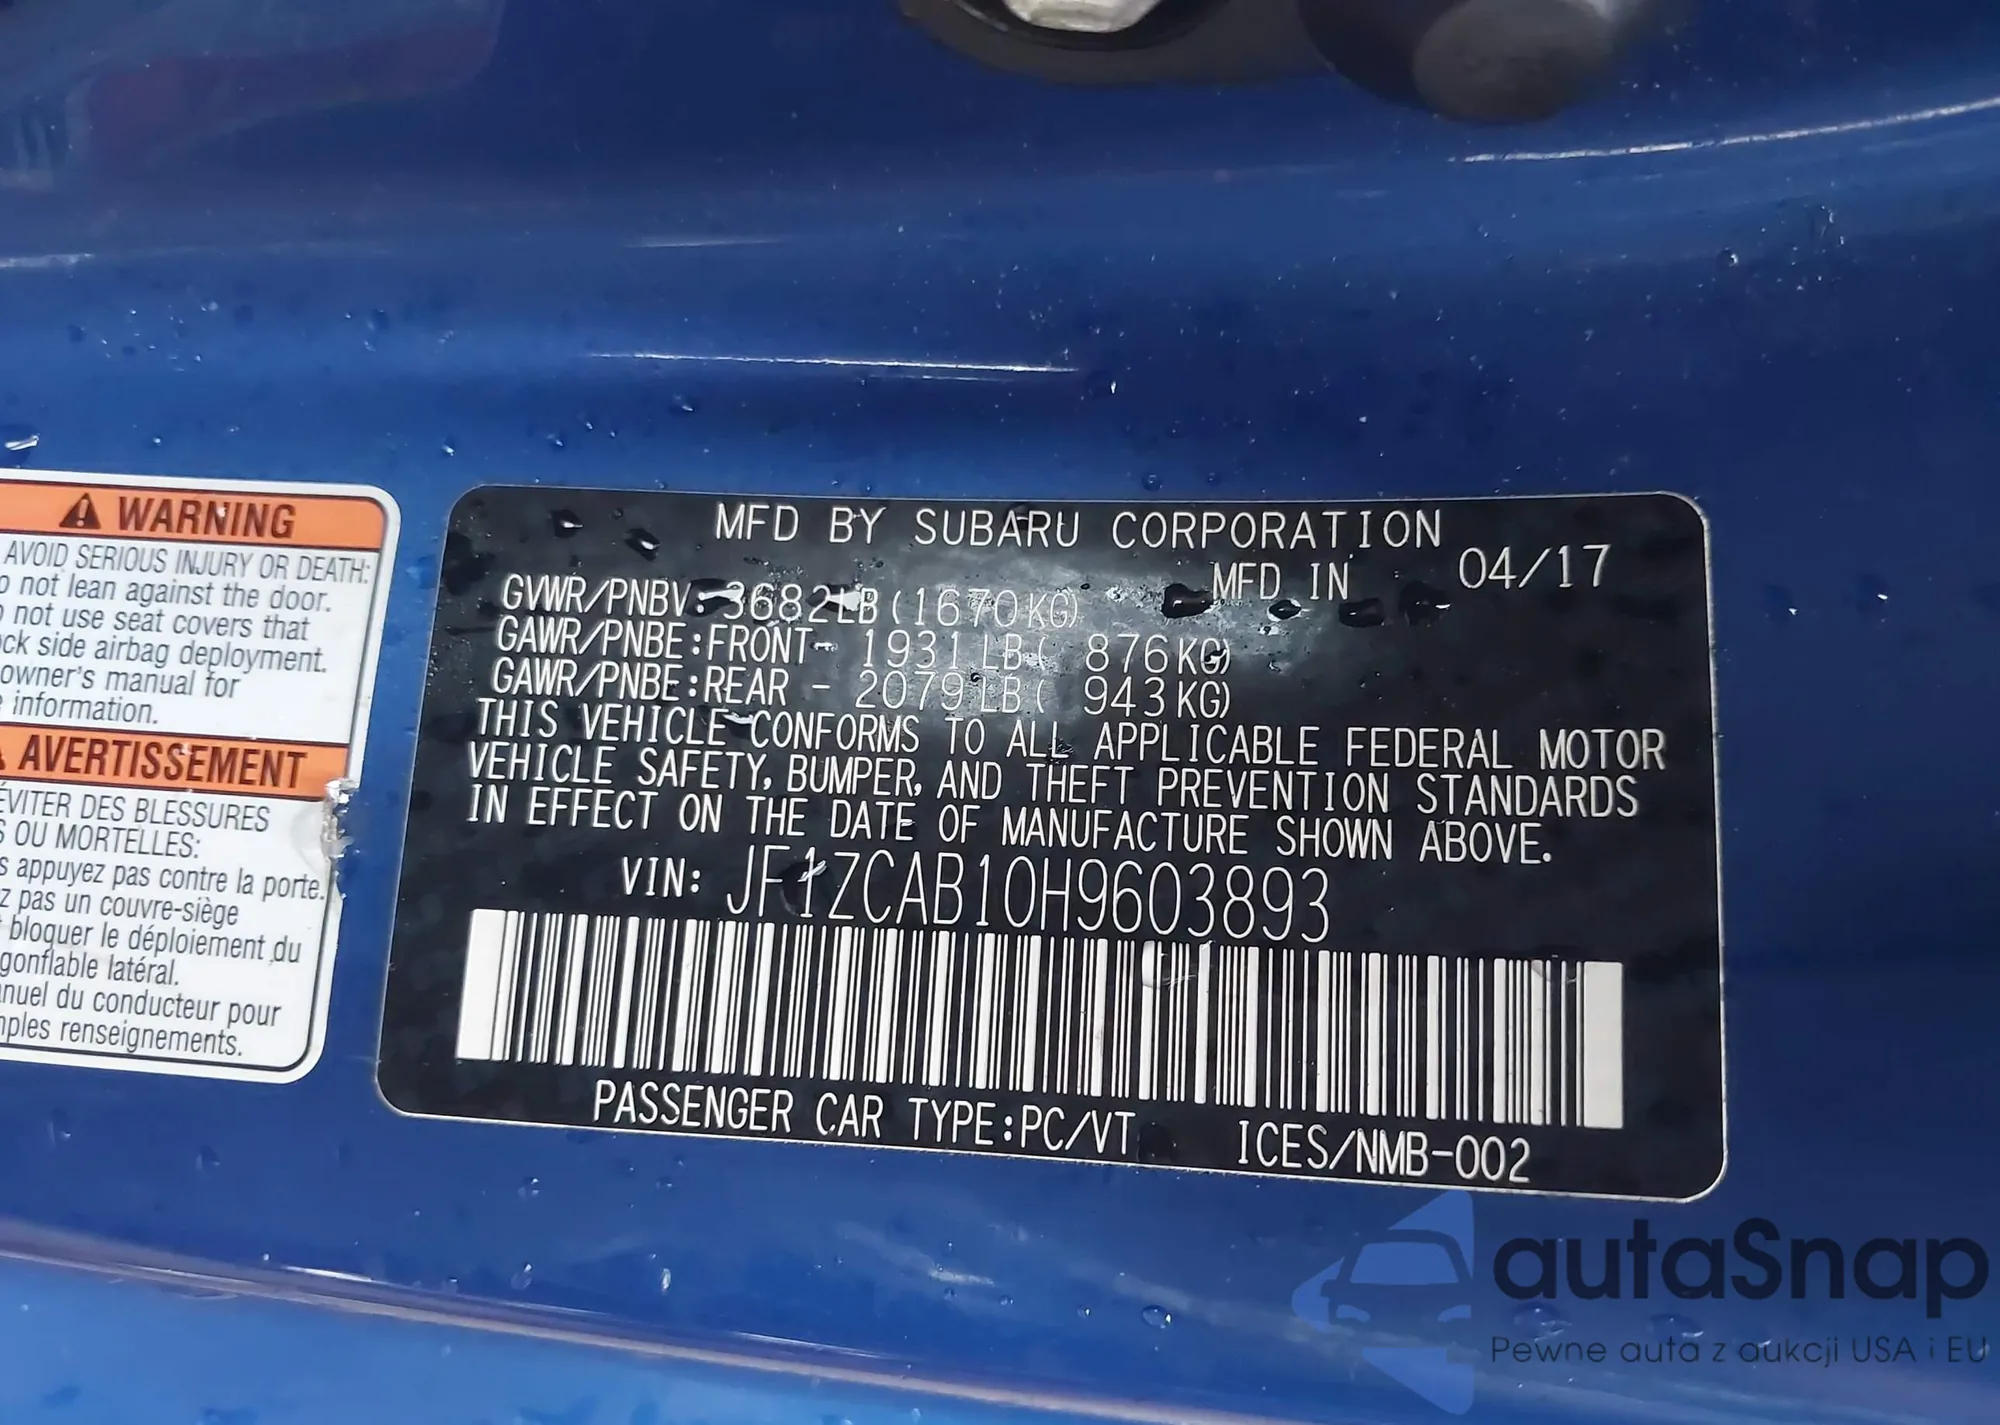 WARNING
AVOID SERIOUS INJURY OR DEATH:
not lean against the door.
not use seat covers that
side airbag deployment.
owner's manual for
information.
AVERTISSEMENT
ÉVITER DES BLESSURES
OU MORTELLES:
appuyez pas contre la porte.
pas un couvre-siège
bloquer le déploiement du
gonflable latéral.
du conducteur pour
renseignements.
MFD BY SUBARU CORPORATION
MFD IN 04/17
GVWR/PNBV:3682LB(1670KG)
GAWR/PNBE:FRONT- 1931LB( 876KG)
GAWR/PNBE:REAR - 2079LB( 943KG)
THIS VEHICLE CONFORMS TO ALL APPLICABLE FEDERAL MOTOR
VEHICLE SAFETY, BUMPER, AND THEFT PREVENTION STANDARDS
IN EFFECT ON THE DATE OF MANUFACTURE SHOWN ABOVE.
VIN: JF1ZCAB10H9603893
PASSENGER CAR TYPE:PC/VT ICES/NMB-002
autaSnap
Pewne auta z aukcji USA i EU